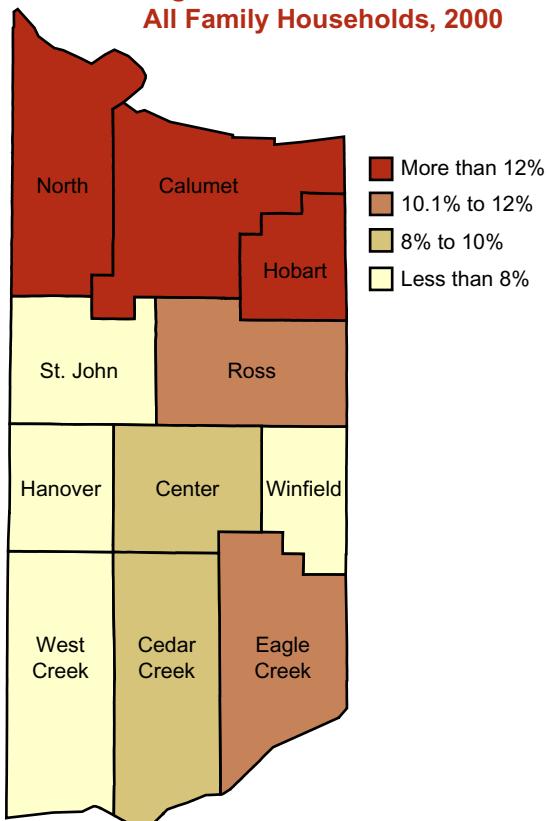 All Family Households, 2000
More than 12%
10.1% to 12%
8% to 10%
Less than 8%
North
Calumet
Hobart
St. John
Ross
Hanover
Center
Winfield
West
Creek
Cedar
Creek
Eagle
Creek